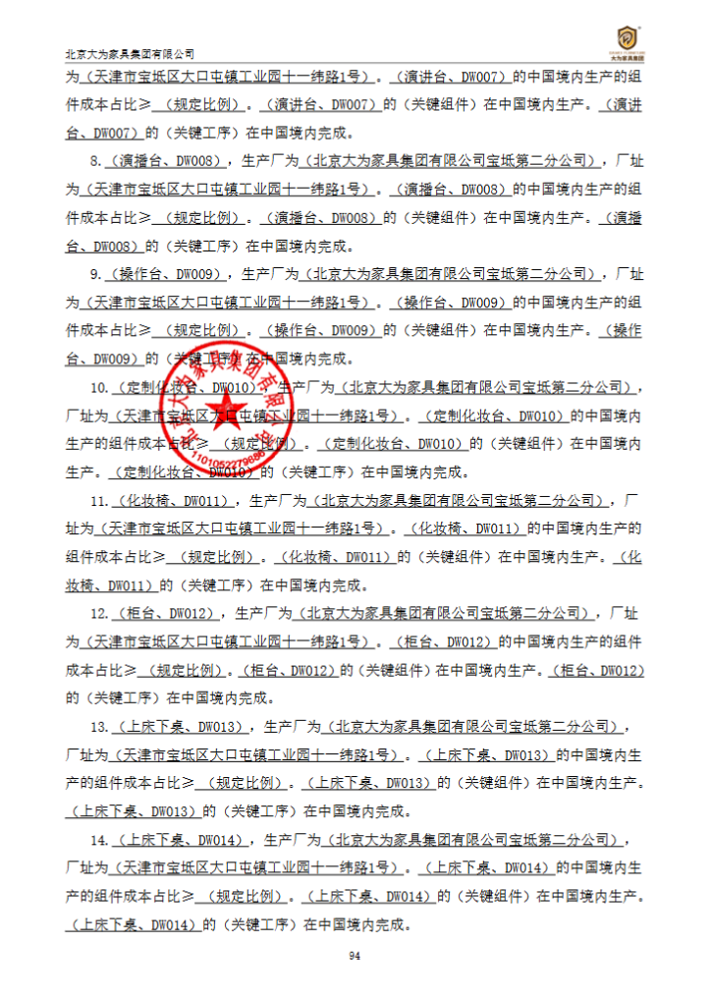 北京大为家具集团有限公司
大为家具集团
为（天津市宝坻区大口屯镇工业园十一纬路1号）。（演讲台、DW007）的中国境内生产的组
件成本占比≥ （规定比例）。（演讲台、DW007）的（关键组件）在中国境内生产。（演讲
台、DW007）的（关键工序）在中国境内完成。
8.（演播台、DW008），生产厂为（北京大为家具集团有限公司宝坻第二分公司），厂址
为（天津市宝坻区大口屯镇工业园十一纬路1号）。（演播台、DW008）的中国境内生产的组
件成本占比≥ （规定比例）。（演播台、DW008）的（关键组件）在中国境内生产。（演播
台、DW008）的（关键工序）在中国境内完成。
9.（操作台、DW009），生产厂为（北京大为家具集团有限公司宝坻第二分公司），厂址
为（天津市宝坻区大口屯镇工业园十一纬路1号）。（操作台、DW009）的中国境内生产的组
件成本占比≥ （规定比例）。（操作台、DW009）的（关键组件）在中国境内生产。（操作
台、DW009）的（关键工序）在中国境内完成。
10.（定制化妆台、DW010），生产厂为（北京大为家具集团有限公司宝坻第二分公司），
厂址为（天津市宝坻区大口屯镇工业园十一纬路1号）。（定制化妆台、DW010）的中国境内
生产的组件成本占比≥ （规定比例）。（定制化妆台、DW010）的（关键组件）在中国境内
生产。（定制化妆台、DW010）的（关键工序）在中国境内完成。
北京大为家具集团有限公司
1101052279686
11.（化妆椅、DW011），生产厂为（北京大为家具集团有限公司宝坻第二分公司），厂
址为（天津市宝坻区大口屯镇工业园十一纬路1号）。（化妆椅、DW011）的中国境内生产的
组件成本占比≥ （规定比例）。（化妆椅、DW011）的（关键组件）在中国境内生产。（化
妆椅、DW011）的（关键工序）在中国境内完成。
12.（柜台、DW012），生产厂为（北京大为家具集团有限公司宝坻第二分公司），厂址
为（天津市宝坻区大口屯镇工业园十一纬路1号）。（柜台、DW012）的中国境内生产的组件
成本占比≥ （规定比例）。（柜台、DW012）的（关键组件）在中国境内生产。（柜台、DW012）
的（关键工序）在中国境内完成。
13.（上床下桌、DW013），生产厂为（北京大为家具集团有限公司宝坻第二分公司），
厂址为（天津市宝坻区大口屯镇工业园十一纬路1号）。（上床下桌、DW013）的中国境内生
产的组件成本占比≥ （规定比例）。（上床下桌、DW013）的（关键组件）在中国境内生产。
（上床下桌、DW013）的（关键工序）在中国境内完成。
14.（上床下桌、DW014），生产厂为（北京大为家具集团有限公司宝坻第二分公司），
厂址为（天津市宝坻区大口屯镇工业园十一纬路1号）。（上床下桌、DW014）的中国境内生
产的组件成本占比≥ （规定比例）。（上床下桌、DW014）的（关键组件）在中国境内生产。
（上床下桌、DW014）的（关键工序）在中国境内完成。
94